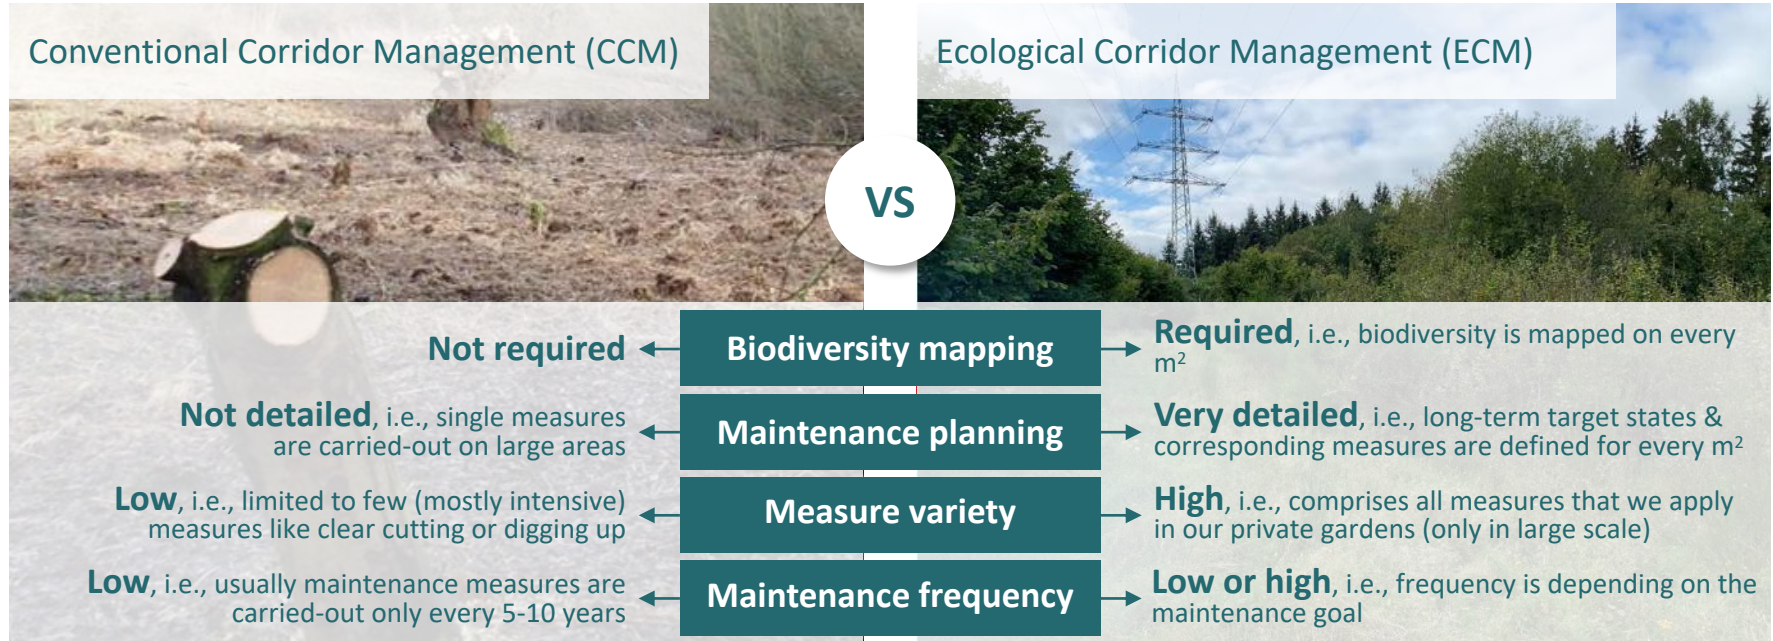 Conventional Corridor Management (CCM)
Ecological Corridor Management (ECM)
VS
Not required
Biodiversity mapping
Required, i.e., biodiversity is mapped on every
m²
Not detailed, i.e., single measures
are carried-out on large areas
Maintenance planning
Very detailed, i.e., long-term target states &
corresponding measures are defined for every m²
Low, i.e., limited to few (mostly intensive)
measures like clear cutting or digging up
Measure variety
High, i.e., comprises all measures that we apply
in our private gardens (only in large scale)
Low, i.e., usually maintenance measures are
carried-out only every 5-10 years
Maintenance frequency
Low or high, i.e., frequency is depending on the
maintenance goal